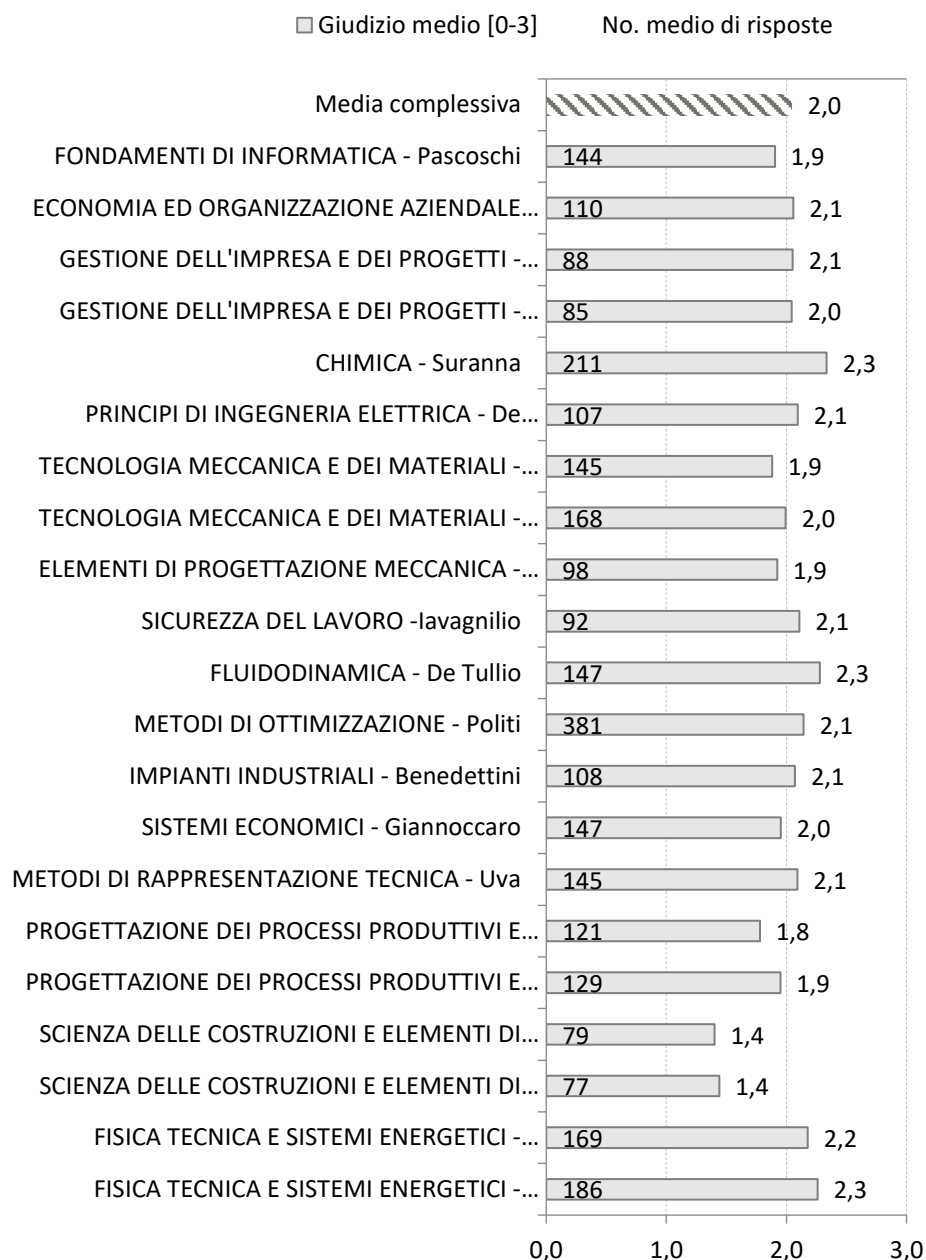 Giudizio medio [0-3] No. medio di risposte
Media complessiva 2,0
FONDAMENTI DI INFORMATICA - Pascoschi 144 1,9
ECONOMIA ED ORGANIZZAZIONE AZIENDALE... 110 2,1
GESTIONE DELL'IMPRESA E DEI PROGETTI -... 88 2,1
GESTIONE DELL'IMPRESA E DEI PROGETTI -... 85 2,0
CHIMICA - Suranna 211 2,3
PRINCIPI DI INGEGNERIA ELETTRICA - De... 107 2,1
TECNOLOGIA MECCANICA E DEI MATERIALI -... 145 1,9
TECNOLOGIA MECCANICA E DEI MATERIALI -... 168 2,0
ELEMENTI DI PROGETTAZIONE MECCANICA -... 98 1,9
SICUREZZA DEL LAVORO -Iavagnilio 92 2,1
FLUIDODINAMICA - De Tullio 147 2,3
METODI DI OTTIMIZZAZIONE - Politi 381 2,1
IMPIANTI INDUSTRIALI - Benedettini 108 2,1
SISTEMI ECONOMICI - Giannoccaro 147 2,0
METODI DI RAPPRESENTAZIONE TECNICA - Uva 145 2,1
PROGETTAZIONE DEI PROCESSI PRODUTTIVI E... 121 1,8
PROGETTAZIONE DEI PROCESSI PRODUTTIVI E... 129 1,9
SCIENZA DELLE COSTRUZIONI E ELEMENTI DI... 79 1,4
SCIENZA DELLE COSTRUZIONI E ELEMENTI DI... 77 1,4
FISICA TECNICA E SISTEMI ENERGETICI -... 169 2,2
FISICA TECNICA E SISTEMI ENERGETICI -... 186 2,3
0,0 1,0 2,0 3,0